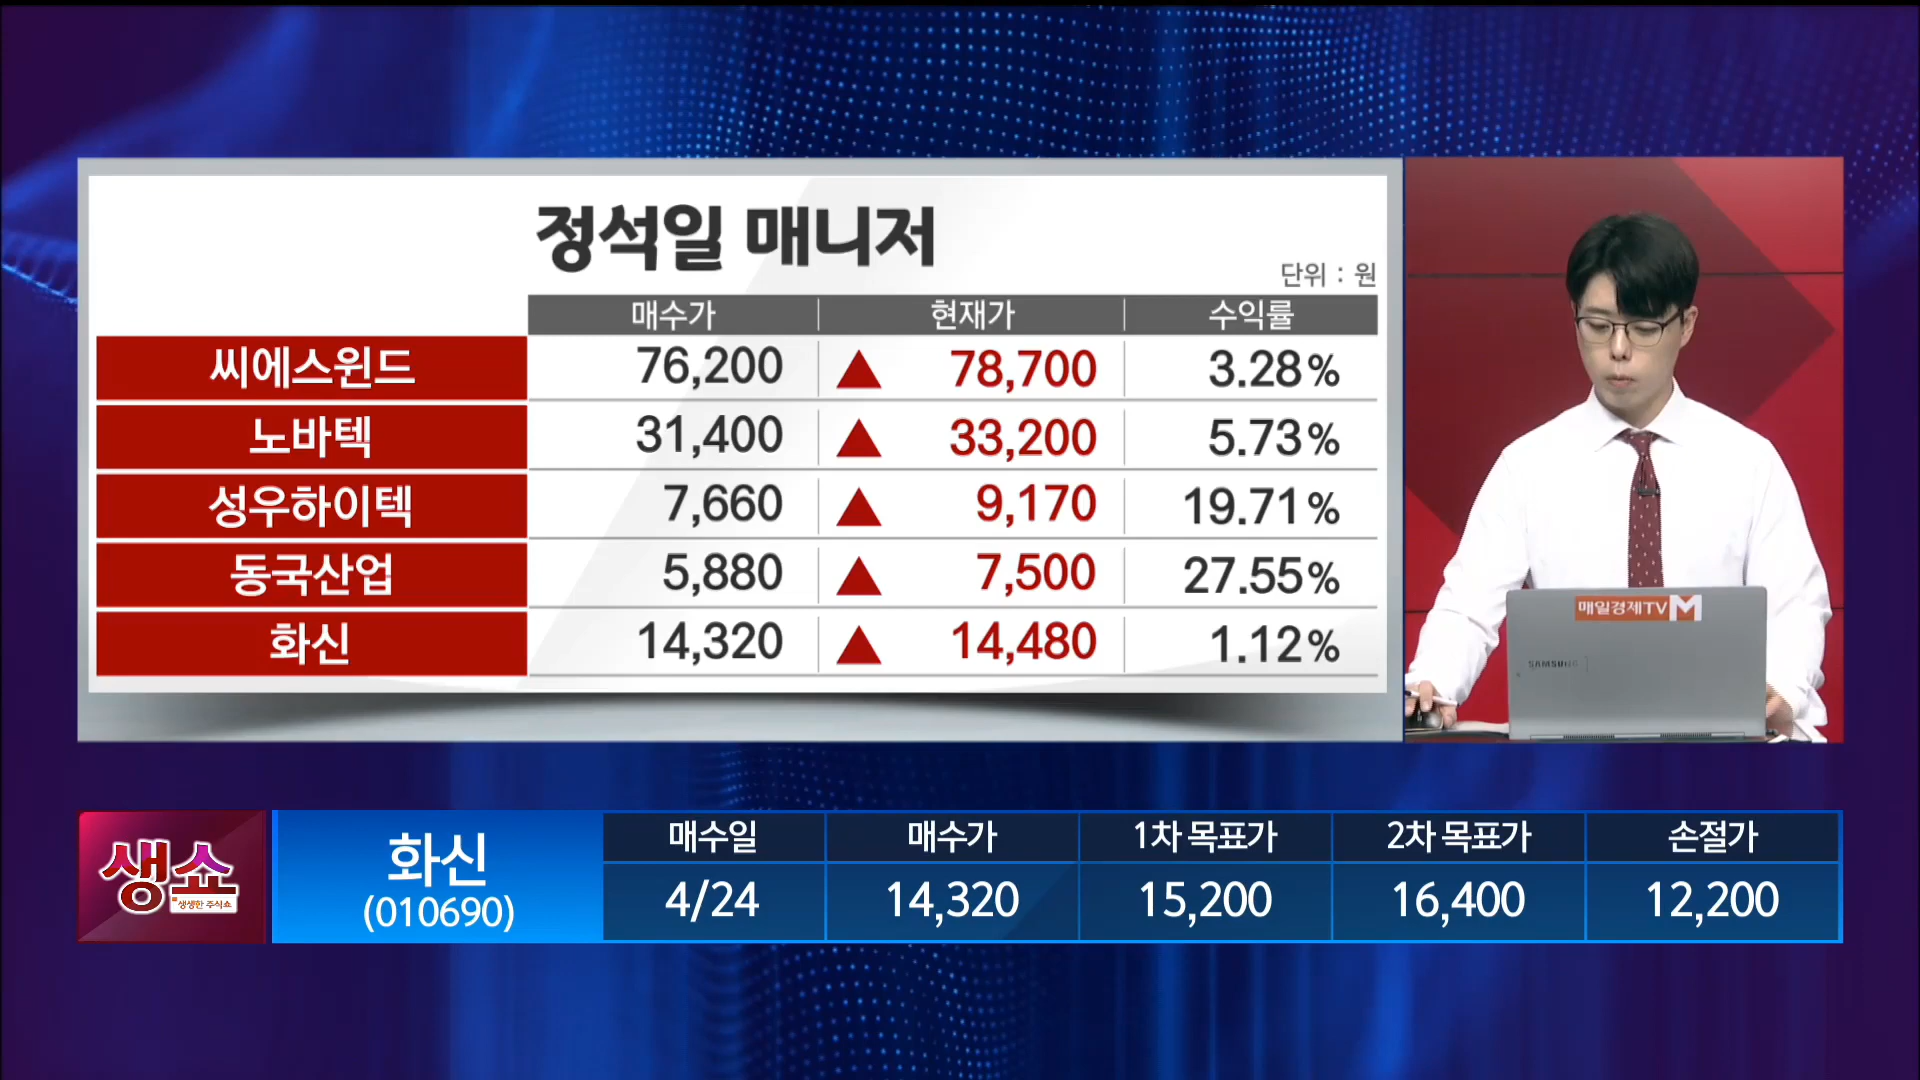 정석일 매니저
단위 : 원
매수가 현재가 수익률
씨에스윈드 76,200 ▲ 78,700 3.28%
노바텍 31,400 ▲ 33,200 5.73%
성우하이텍 7,660 ▲ 9,170 19.71%
동국산업 5,880 ▲ 7,500 27.55%
화신 14,320 ▲ 14,480 1.12%
매일경제TV M
SAMSUNG
생쇼
생생한 주식쇼
화신
(010690)
매수일 매수가 1차 목표가 2차 목표가 손절가
4/24 14,320 15,200 16,400 12,200